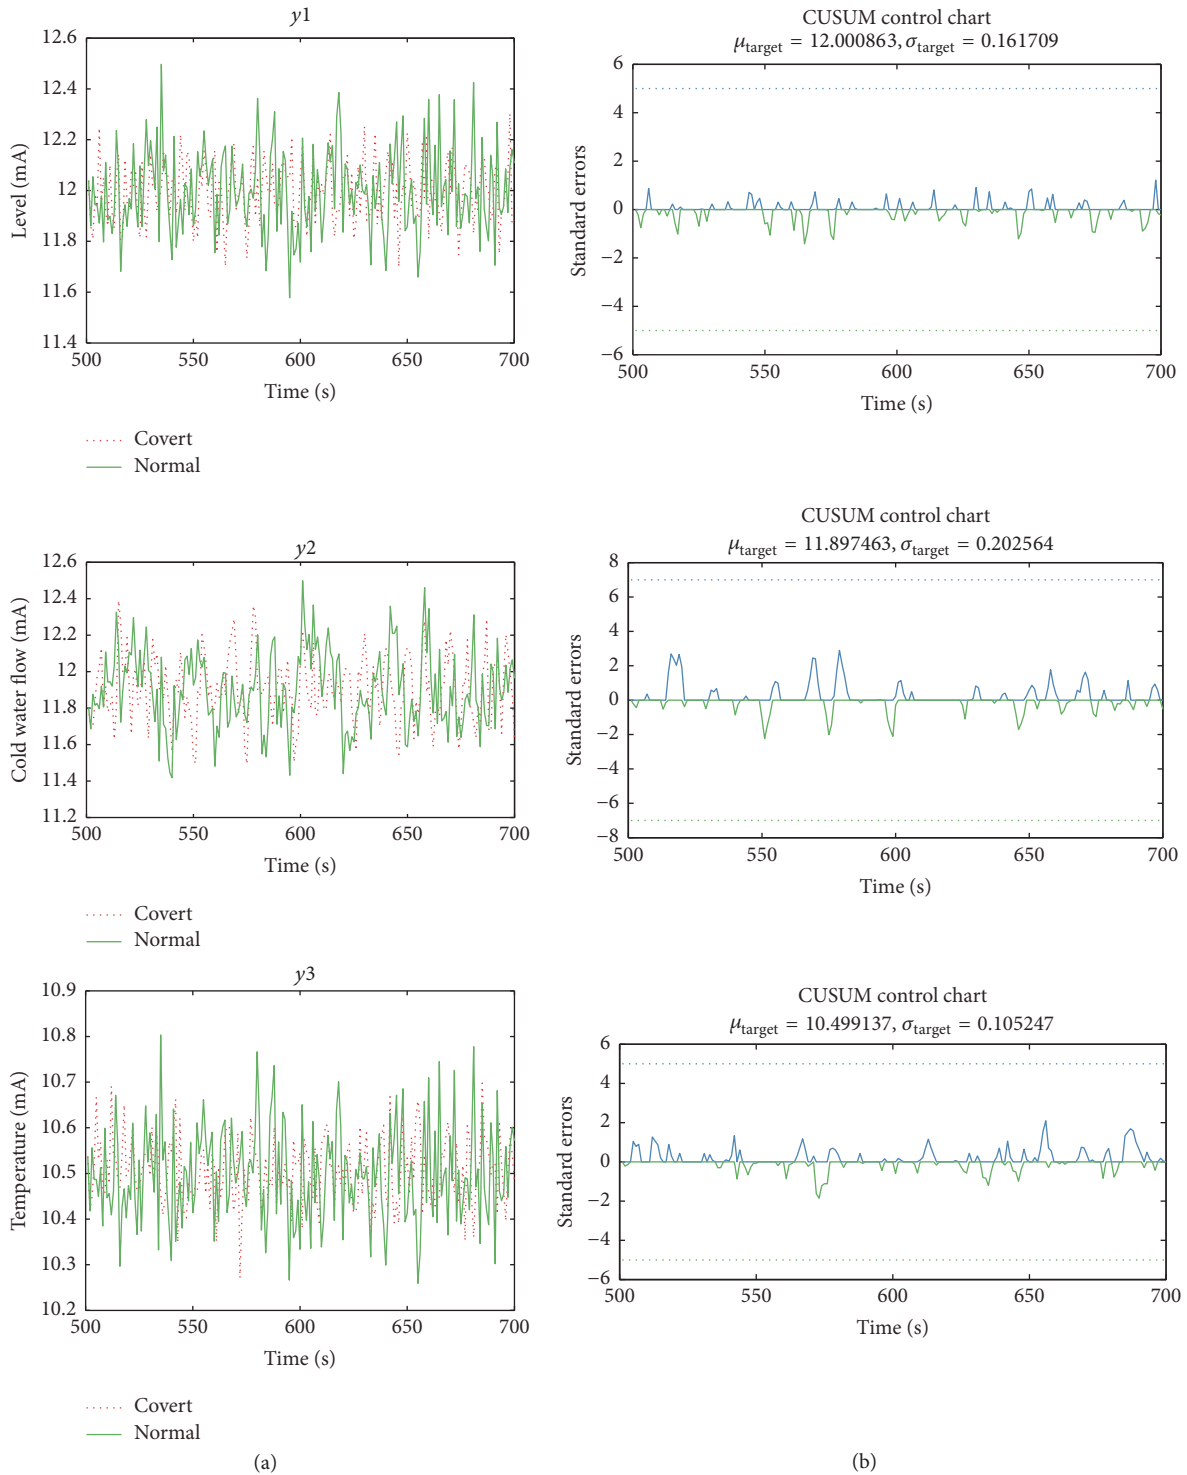 y1
12.6
12.4
12.2
12
11.8
11.6
11.4
Level (mA)
500 550 600 650 700
Time (s)
Covert
Normal
CUSUM control chart
μtarget = 12.000863, σtarget = 0.161709
6
4
2
0
−2
−4
−6
Standard errors
500 550 600 650 700
Time (s)
y2
12.6
12.4
12.2
12
11.8
11.6
11.4
11.2
Cold water flow (mA)
500 550 600 650 700
Time (s)
Covert
Normal
CUSUM control chart
μtarget = 11.897463, σtarget = 0.202564
8
6
4
2
0
−2
−4
−6
−8
Standard errors
500 550 600 650 700
Time (s)
y3
10.9
10.8
10.7
10.6
10.5
10.4
10.3
10.2
Temperature (mA)
500 550 600 650 700
Time (s)
Covert
Normal
(a)
CUSUM control chart
μtarget = 10.499137, σtarget = 0.105247
6
4
2
0
−2
−4
−6
Standard errors
500 550 600 650 700
Time (s)
(b)